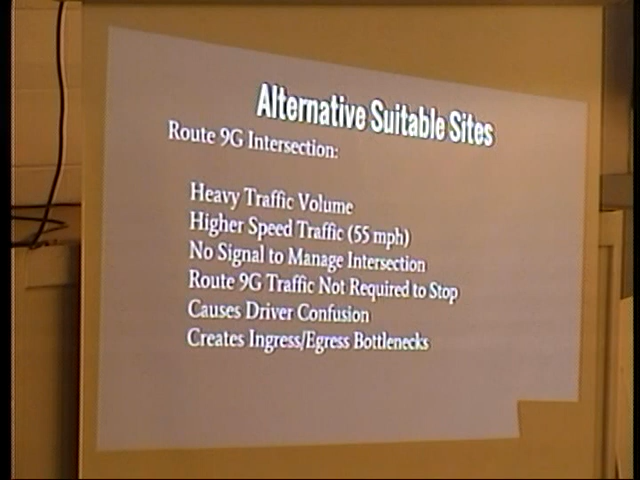 Alternative Suitable Sites
Route 9G Intersection:
Heavy Traffic Volume
Higher Speed Traffic (55 mph)
No Signal to Manage Intersection
Route 9G Traffic Not Required to Stop
Causes Driver Confusion
Creates Ingress/Egress Bottlenecks